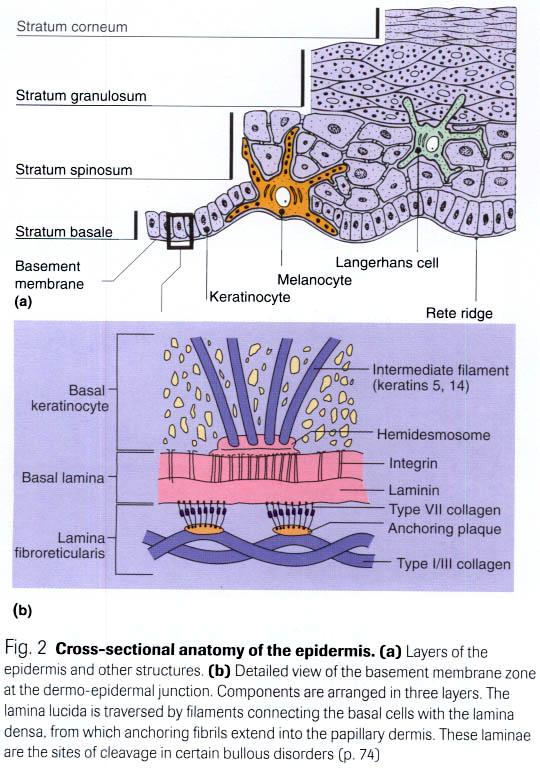 Stratum corneum
Stratum granulosum
Stratum spinosum
Stratum basale
Basement
membrane
(a)
Keratinocyte
Melanocyte
Langerhans cell
Rete ridge
Basal
keratinocyte
Basal lamina
Lamina
fibroreticularis
Intermediate filament
(keratins 5, 14)
Hemidesmosome
Integrin
Laminin
Type VII collagen
Anchoring plaque
Type I/III collagen
(b)
Fig. 2 Cross-sectional anatomy of the epidermis. (a) Layers of the
epidermis and other structures. (b) Detailed view of the basement membrane zone
at the dermo-epidermal junction. Components are arranged in three layers. The
lamina lucida is traversed by filaments connecting the basal cells with the lamina
densa, from which anchoring fibrils extend into the papillary dermis. These laminae
are the sites of cleavage in certain bullous disorders (p. 74)